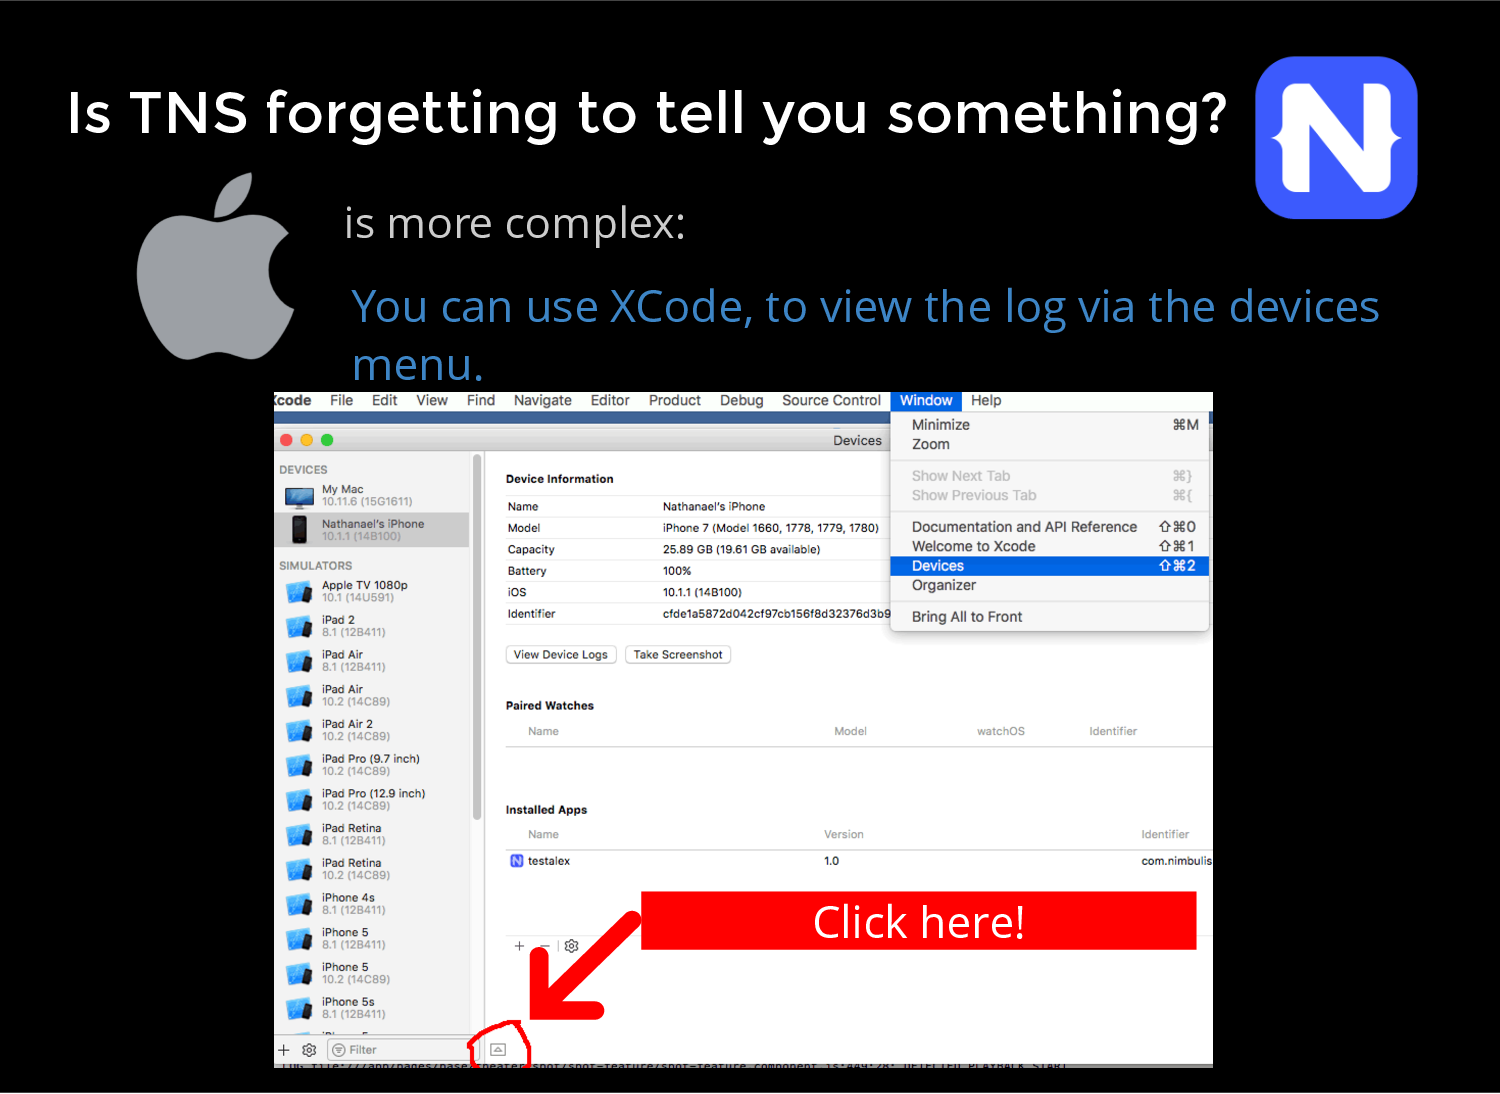 Is TNS forgetting to tell you something?
is more complex:
You can use XCode, to view the log via the devices
menu.
Xcode File Edit View Find Navigate Editor Product Debug Source Control Window Help
Devices
Minimize ⌘M
Zoom
Show Next Tab ⌘}
Show Previous Tab ⌘{
Documentation and API Reference ⇧⌘0
Welcome to Xcode ⇧⌘1
Devices ⇧⌘2
Organizer
Bring All to Front
DEVICES
My Mac
10.11.6 (15G1611)
Nathanael's iPhone
10.1.1 (14B100)
SIMULATORS
Apple TV 1080p
10.1 (14U591)
iPad 2
8.1 (12B411)
iPad Air
8.1 (12B411)
iPad Air
10.2 (14C89)
iPad Air 2
10.2 (14C89)
iPad Pro (9.7 inch)
10.2 (14C89)
iPad Pro (12.9 inch)
10.2 (14C89)
iPad Retina
8.1 (12B411)
iPad Retina
10.2 (14C89)
iPhone 4s
8.1 (12B411)
iPhone 5
8.1 (12B411)
iPhone 5
10.2 (14C89)
iPhone 5s
8.1 (12B411)
Filter
Device Information
Name Nathanael's iPhone
Model iPhone 7 (Model 1660, 1778, 1779, 1780)
Capacity 25.89 GB (19.61 GB available)
Battery 100%
iOS 10.1.1 (14B100)
Identifier cfde1a5872d042cf97cb156f8d32376d3b9
View Device Logs Take Screenshot
Paired Watches
Name Model watchOS Identifier
Installed Apps
Name Version Identifier
testalex 1.0 com.nimbulis
Click here!